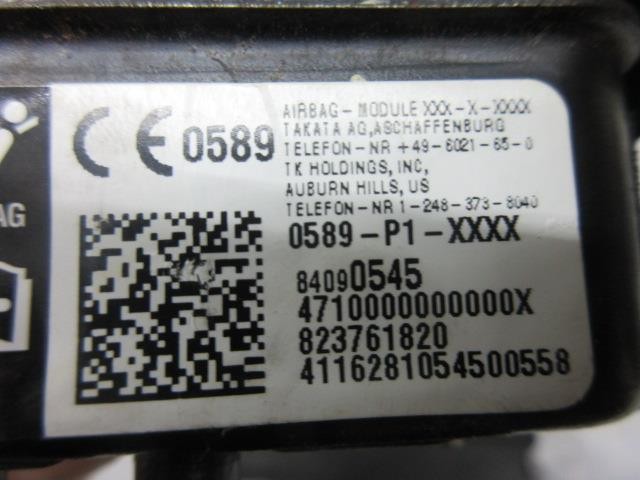 CE 0589
AIRBAG-MODULE XXX-X-XXXX
TAKATA AG,ASCHAFFENBURG
TELEFON-NR +49-6021-65-0
TK HOLDINGS, INC,
AUBURN HILLS, US
TELEFON-NR 1-248-373-8040
0589-P1-XXXX
AG
84090545
4710000000000X
823761820
4116281054500558